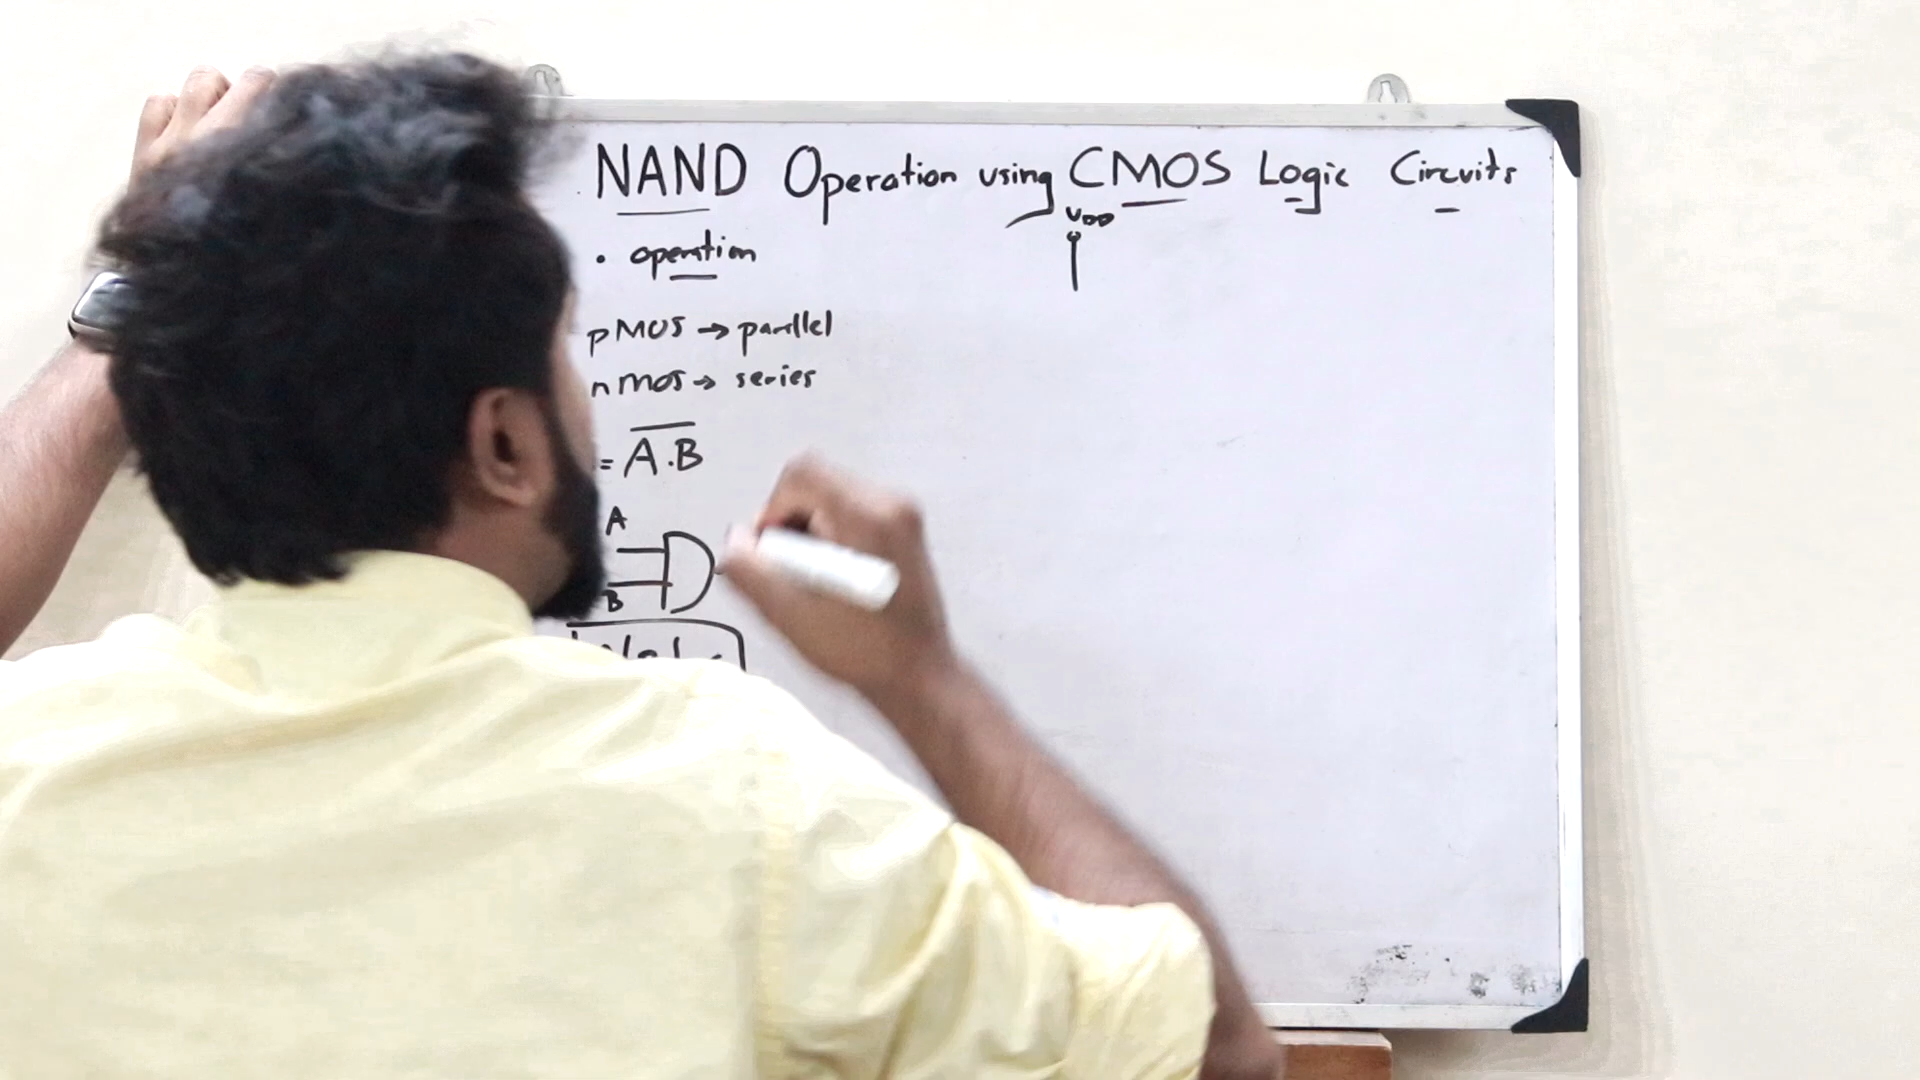 NAND Operation using CMOS Logic Circuits
VDD
• operation
pMOS → parallel
nmos → series
= A.B
A
B